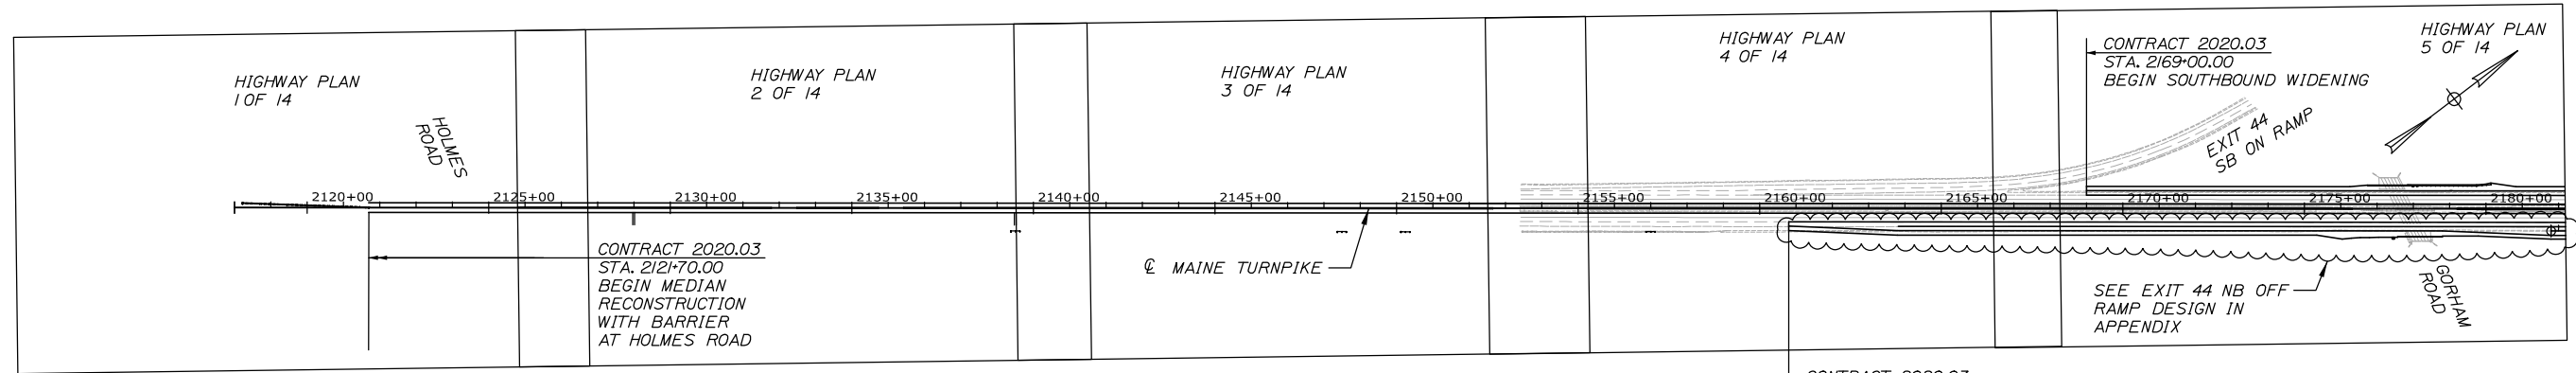 HIGHWAY PLAN
1 OF 14
HOLMES
ROAD
HIGHWAY PLAN
2 OF 14
HIGHWAY PLAN
3 OF 14
HIGHWAY PLAN
4 OF 14
CONTRACT 2020.03
STA. 2169+00.00
BEGIN SOUTHBOUND WIDENING
HIGHWAY PLAN
5 OF 14
EXIT 44
SB ON RAMP
2120+00
2125+00
2130+00
2135+00
2140+00
2145+00
2150+00
2155+00
2160+00
2165+00
2170+00
2175+00
2180+00
CONTRACT 2020.03
STA. 2121+70.00
BEGIN MEDIAN
RECONSTRUCTION
WITH BARRIER
AT HOLMES ROAD
℄ MAINE TURNPIKE
SEE EXIT 44 NB OFF
RAMP DESIGN IN
APPENDIX
GORHAM
ROAD
CONTRACT 2020.03